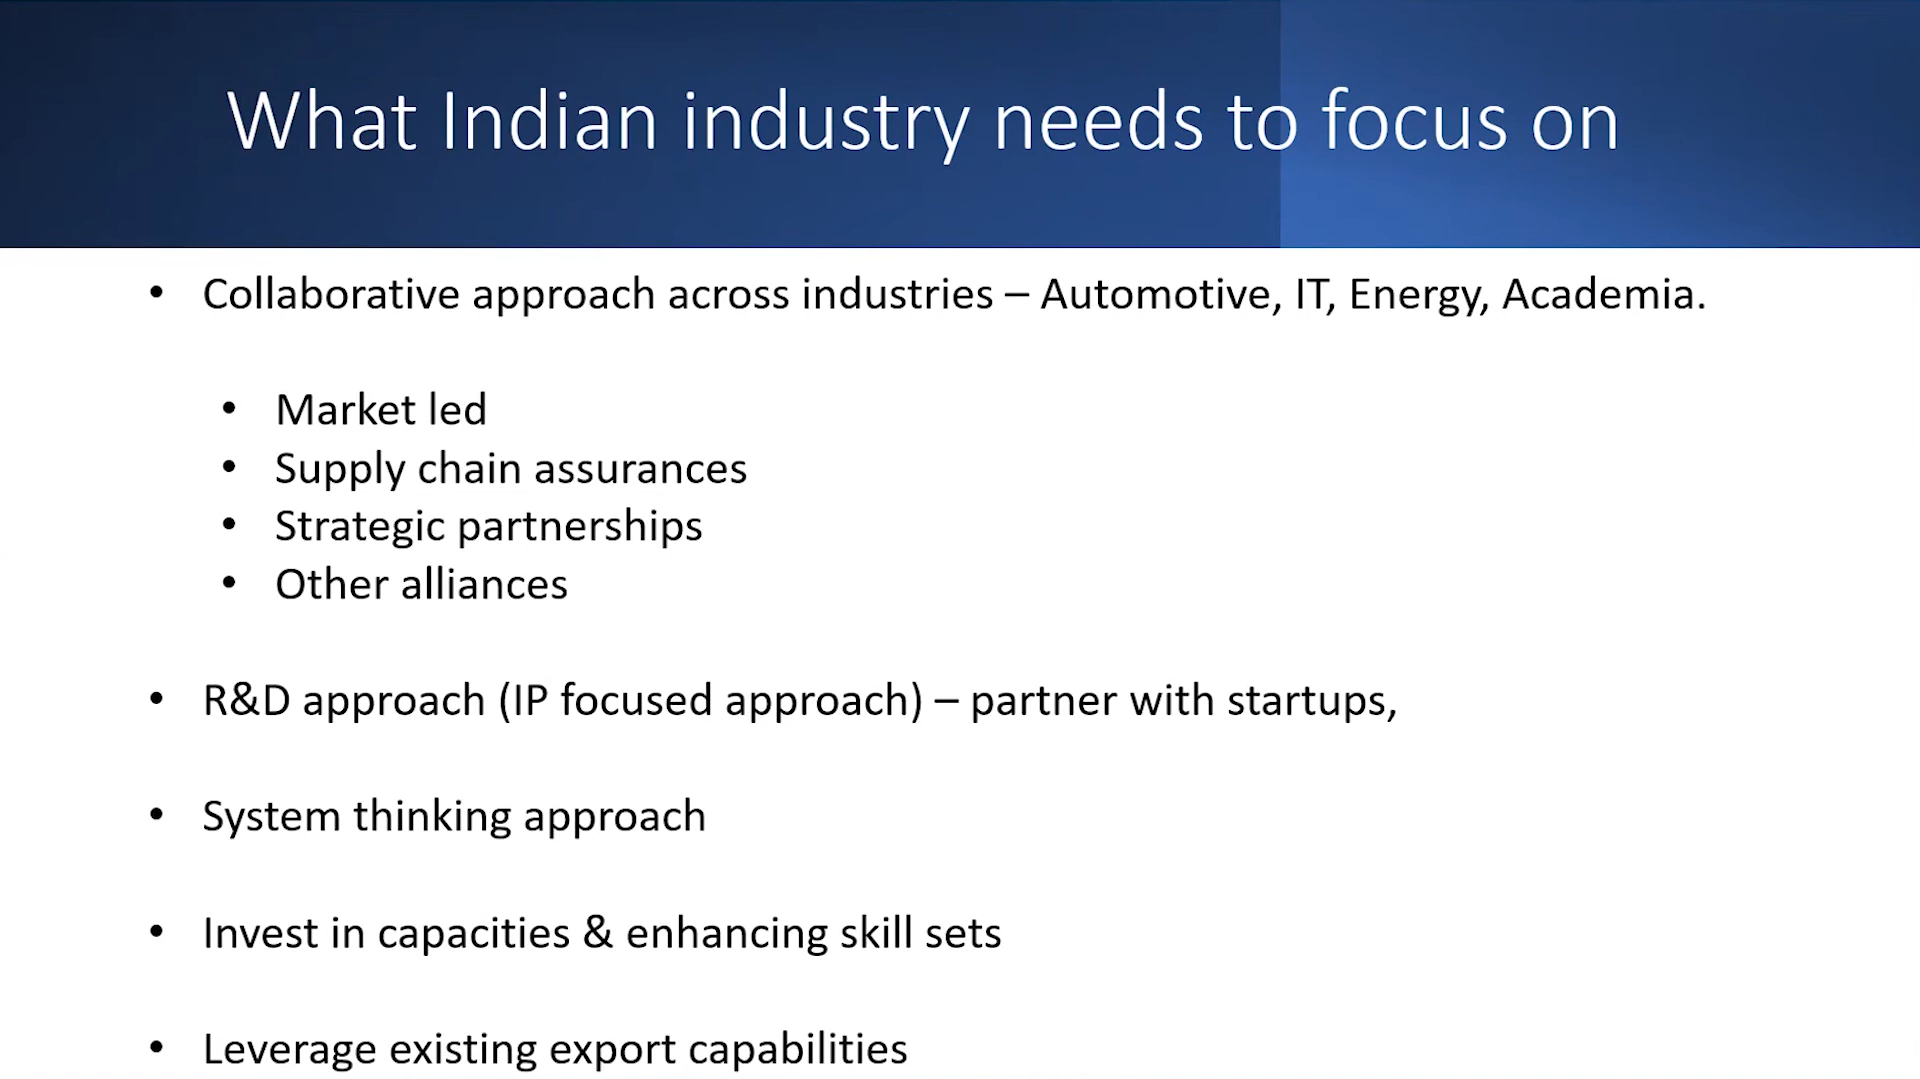 What Indian industry needs to focus on
• Collaborative approach across industries – Automotive, IT, Energy, Academia.
• Market led
• Supply chain assurances
• Strategic partnerships
• Other alliances
• R&D approach (IP focused approach) – partner with startups,
• System thinking approach
• Invest in capacities & enhancing skill sets
• Leverage existing export capabilities